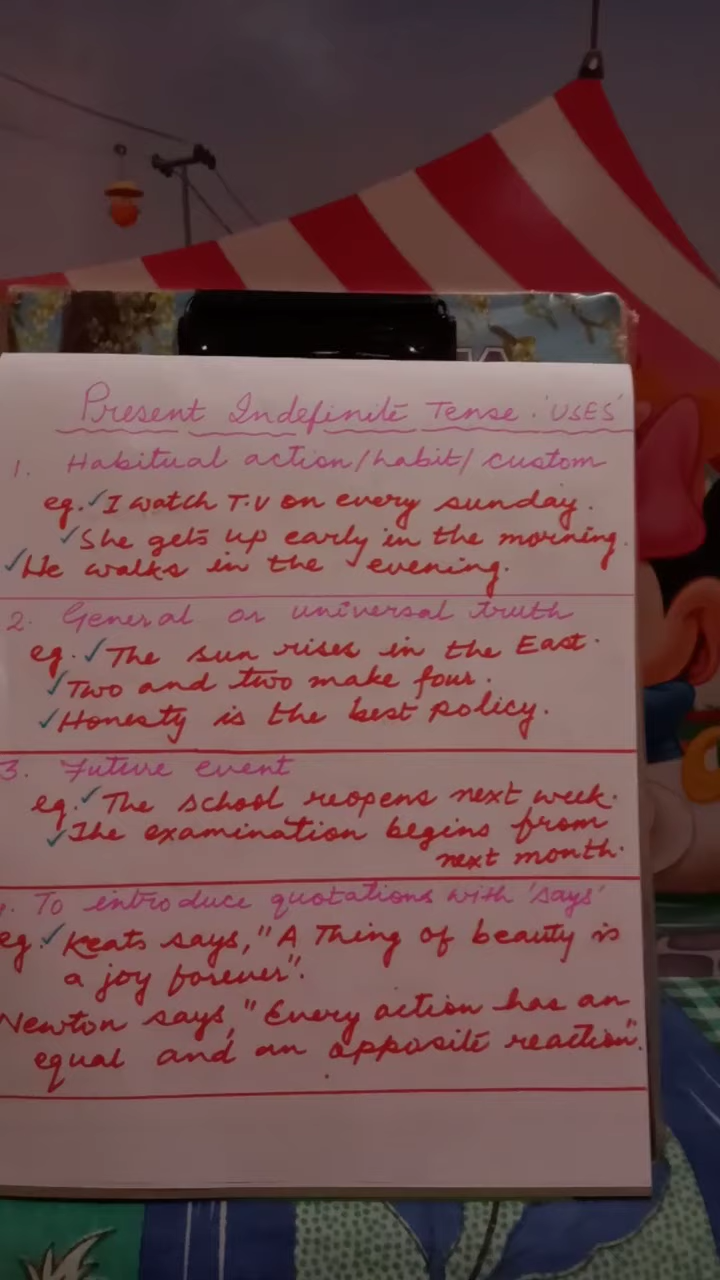 Present Indefinite Tense. 'USES'
1. Habitual action/habit/custom
eg. ✓I watch T.V on every sunday.
✓She gets up early in the morning.
✓He walks in the evening.
2. General or universal truth
eg. ✓The sun rises in the East.
✓Two and two make four.
✓Honesty is the best policy.
3. Future event
eg. ✓The school reopens next week.
✓The examination begins from
next month.
4. To introduce quotations with 'says'
eg. ✓Keats says, "A Thing of beauty is
a joy forever".
Newton says, "Every action has an
equal and an opposite reaction".